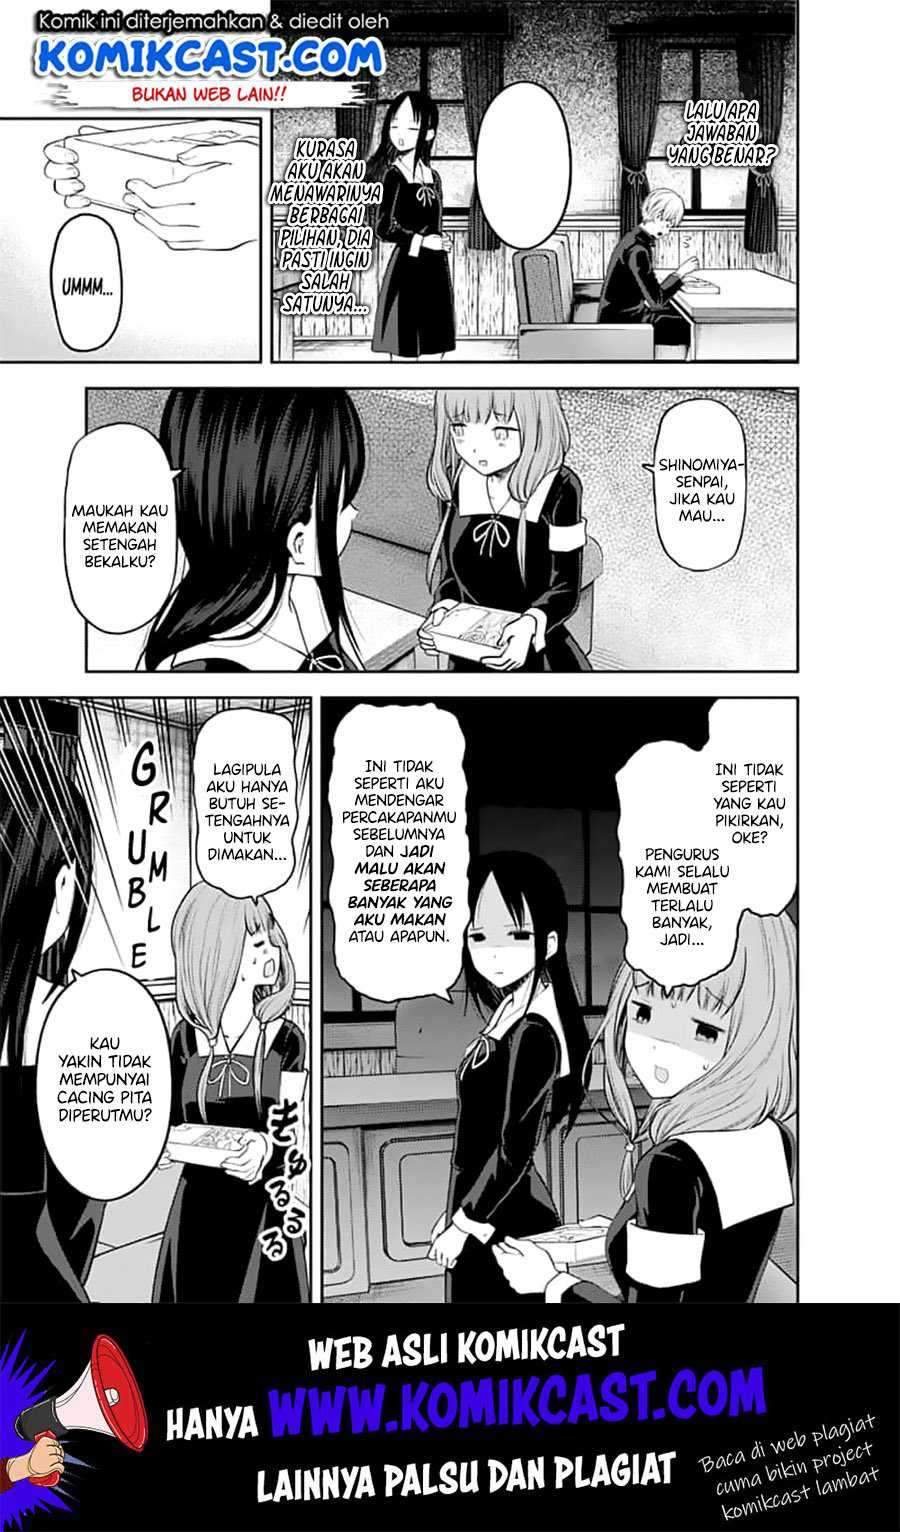 Komik ini diterjemahkan & diedit oleh
KOMIKCAST.COM
BUKAN WEB LAIN!!
LALU APA
JAWABAN
YANG BENAR?
KURASA
AKU AKAN
MENAWARINYA
BERBAGAI
PILIHAN, DIA
PASTI INGIN
SALAH
SATUNYA...
UMMM...
SHINOMIYA-
SENPAI,
JIKA KAU
MAU...
MAUKAH KAU
MEMAKAN
SETENGAH
BEKALKU?
INI TIDAK
SEPERTI
YANG KAU
PIKIRKAN,
OKE?
PENGURUS
KAMI SELALU
MEMBUAT
TERLALU
BANYAK,
JADI...
INI TIDAK
SEPERTI AKU
MENDENGAR
PERCAKAPANMU
SEBELUMNYA
DAN JADI
MALU AKAN
SEBERAPA
BANYAK YANG
AKU MAKAN
ATAU APAPUN.
LAGIPULA
AKU HANYA
BUTUH SE-
TENGAHNYA
UNTUK
DIMAKAN...
GRUMBLE
もきゅるるる
KAU
YAKIN TIDAK
MEMPUNYAI
CACING PITA
DIPERUTMU?
WEB ASLI KOMIKCAST
HANYA WWW.KOMIKCAST.COM
LAINNYA PALSU DAN PLAGIAT
Baca di web plagiat
cuma bikin project
komikcast lambat